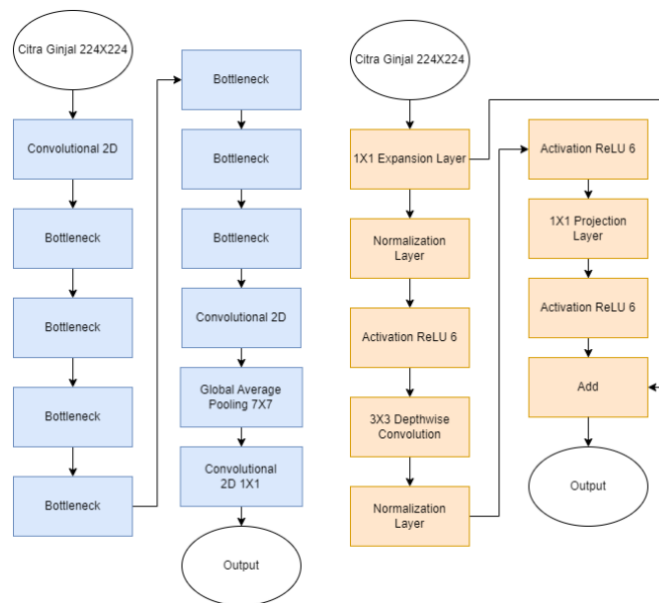 Citra Ginjal 224X224
Convolutional 2D
Bottleneck
Bottleneck
Bottleneck
Bottleneck
Bottleneck
Bottleneck
Bottleneck
Convolutional 2D
Global Average
Pooling 7X7
Convolutional
2D 1X1
Output
Citra Ginjal 224X224
1X1 Expansion Layer
Normalization
Layer
Activation ReLU 6
3X3 Depthwise
Convolution
Normalization
Layer
Activation ReLU 6
1X1 Projection
Layer
Activation ReLU 6
Add
Output